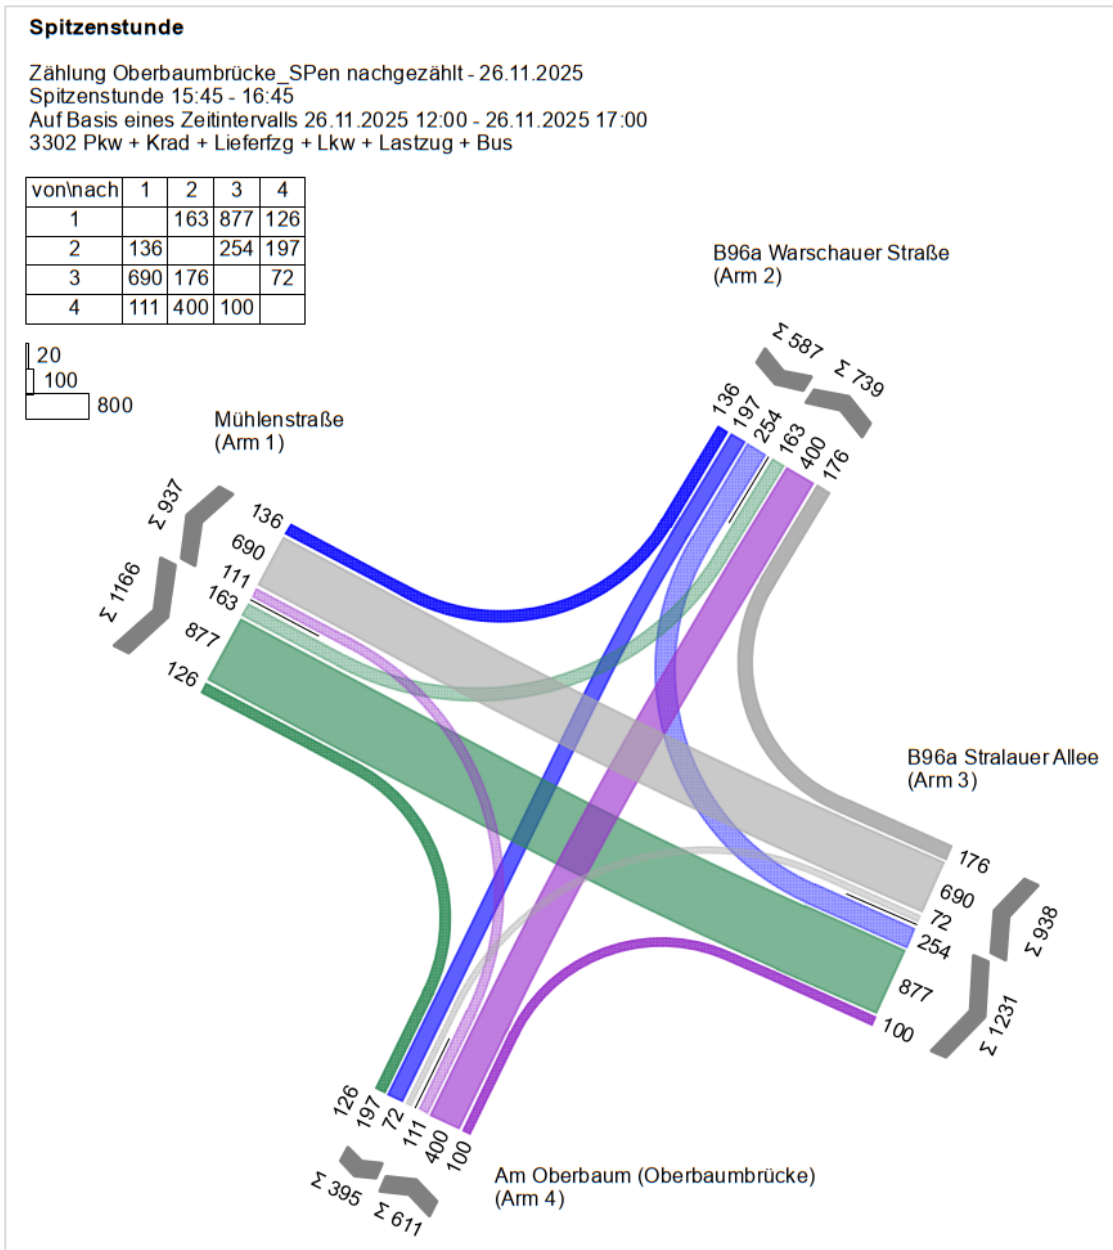 Spitzenstunde
Zählung Oberbaumbrücke_SPen nachgezählt - 26.11.2025
Spitzenstunde 15:45 - 16:45
Auf Basis eines Zeitintervalls 26.11.2025 12:00 - 26.11.2025 17:00
3302 Pkw + Krad + Lieferfzg + Lkw + Lastzug + Bus
von\nach 1 2 3 4
1 163 877 126
2 136 254 197
3 690 176 72
4 111 400 100
20
100
800
B96a Warschauer Straße
(Arm 2)
Σ 587
Σ 739
136
197
254
163
400
176
Mühlenstraße
(Arm 1)
Σ 937
Σ 1166
136
690
111
163
877
126
B96a Stralauer Allee
(Arm 3)
176
690
72
254
877
100
Σ 938
Σ 1231
126
197
72
111
400
100
Σ 395
Σ 611
Am Oberbaum (Oberbaumbrücke)
(Arm 4)